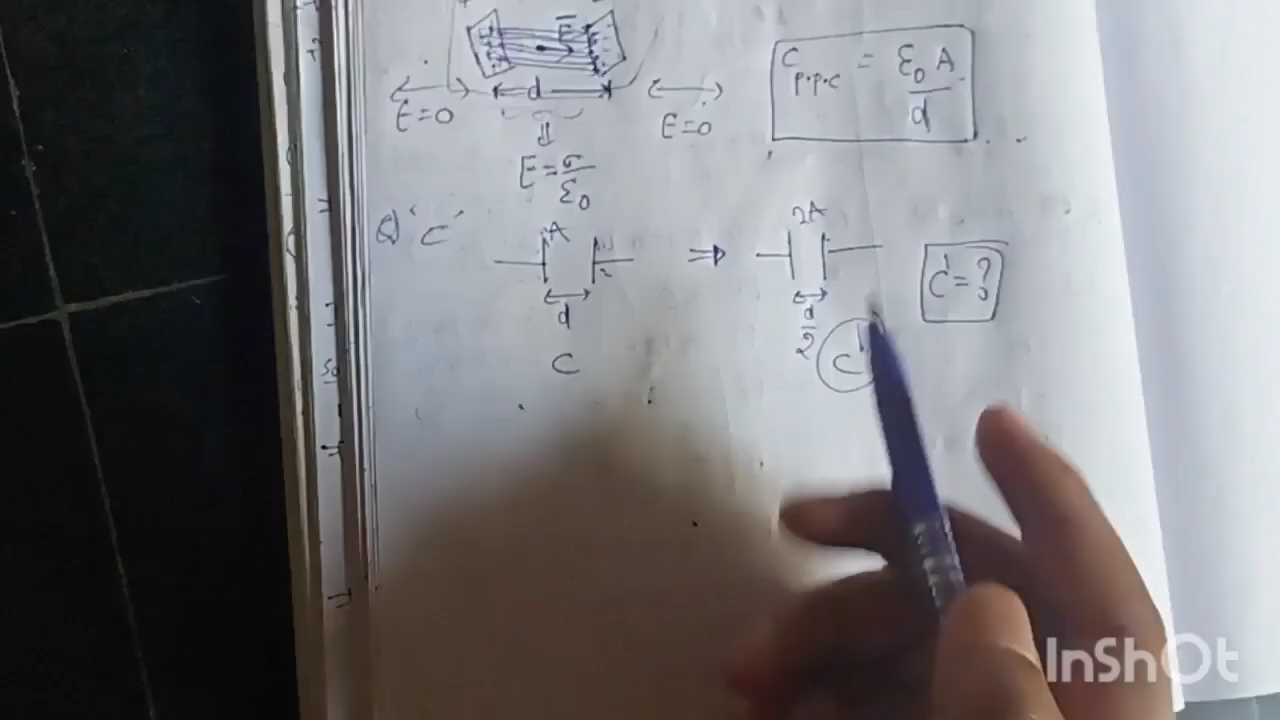 E
d
E=0
E=0
C p.p.c = ε₀ A / d
E = σ / ε₀
Q) 'C'
A
⇒
2A
C' = ?
d
d/2
C
C'
InShOt